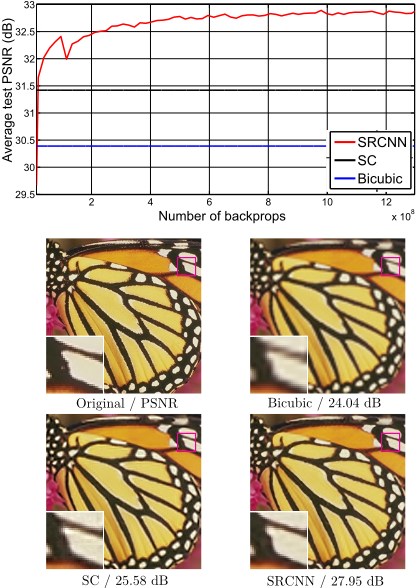 33
32.5
32
31.5
31
30.5
30
29.5
Average test PSNR (dB)
SRCNN
SC
Bicubic
2 4 6 8 10 12
Number of backprops
x 10⁸
Original / PSNR
Bicubic / 24.04 dB
SC / 25.58 dB
SRCNN / 27.95 dB